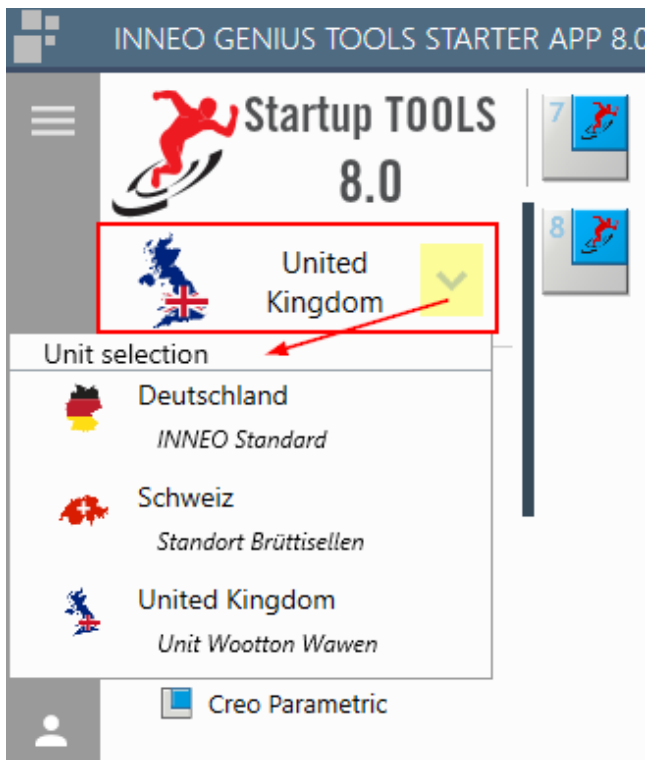 INNEO GENIUS TOOLS STARTER APP 8.0
Startup TOOLS
8.0
7
8
United
Kingdom
Unit selection
Deutschland
INNEO Standard
Schweiz
Standort Brüttisellen
United Kingdom
Unit Wootton Wawen
Creo Parametric